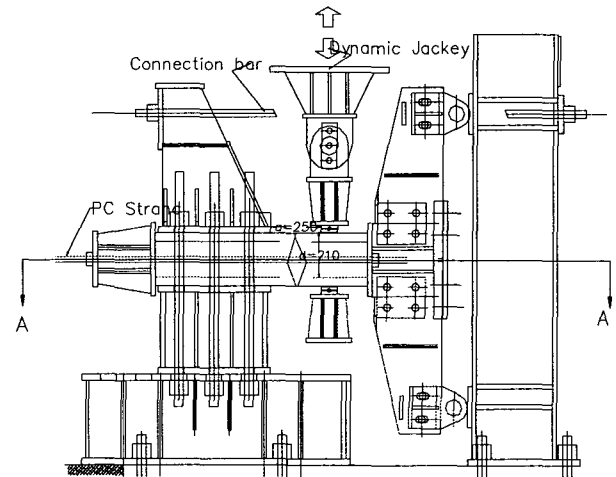 Dynamic Jackey
Connection bar
PC Strand
a=250
d=210
A
A